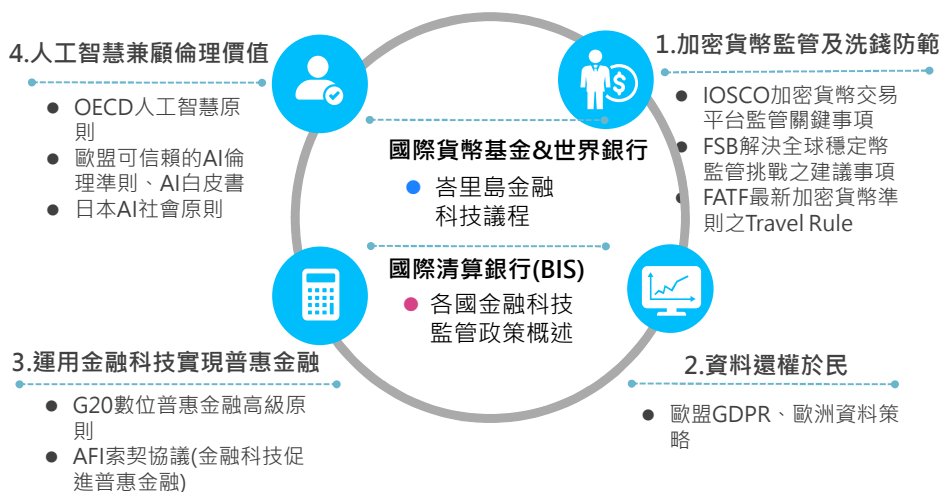 1.加密貨幣監管及洗錢防範
● IOSCO加密貨幣交易
平台監管關鍵事項
● FSB解決全球穩定幣
監管挑戰之建議事項
● FATF最新加密貨幣準
則之Travel Rule
2.資料還權於民
● 歐盟GDPR、歐洲資料策
略
3.運用金融科技實現普惠金融
● G20數位普惠金融高級原
則
● AFI索契協議(金融科技促
進普惠金融)
4.人工智慧兼顧倫理價值
● OECD人工智慧原
則
● 歐盟可信賴的AI倫
理準則、AI白皮書
● 日本AI社會原則
國際貨幣基金&世界銀行
● 峇里島金融
科技議程
國際清算銀行(BIS)
● 各國金融科技
監管政策概述
$